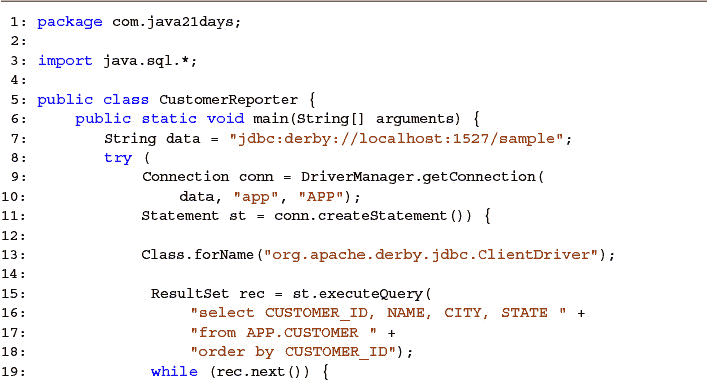 1: package com.java21days;
2:
3: import java.sql.*;
4:
5: public class CustomerReporter {
6:     public static void main(String[] arguments) {
7:        String data = "jdbc:derby://localhost:1527/sample";
8:        try (
9:            Connection conn = DriverManager.getConnection(
10:                data, "app", "APP");
11:            Statement st = conn.createStatement()) {
12:
13:            Class.forName("org.apache.derby.jdbc.ClientDriver");
14:
15:             ResultSet rec = st.executeQuery(
16:                 "select CUSTOMER_ID, NAME, CITY, STATE " +
17:                 "from APP.CUSTOMER " +
18:                 "order by CUSTOMER_ID");
19:             while (rec.next()) {